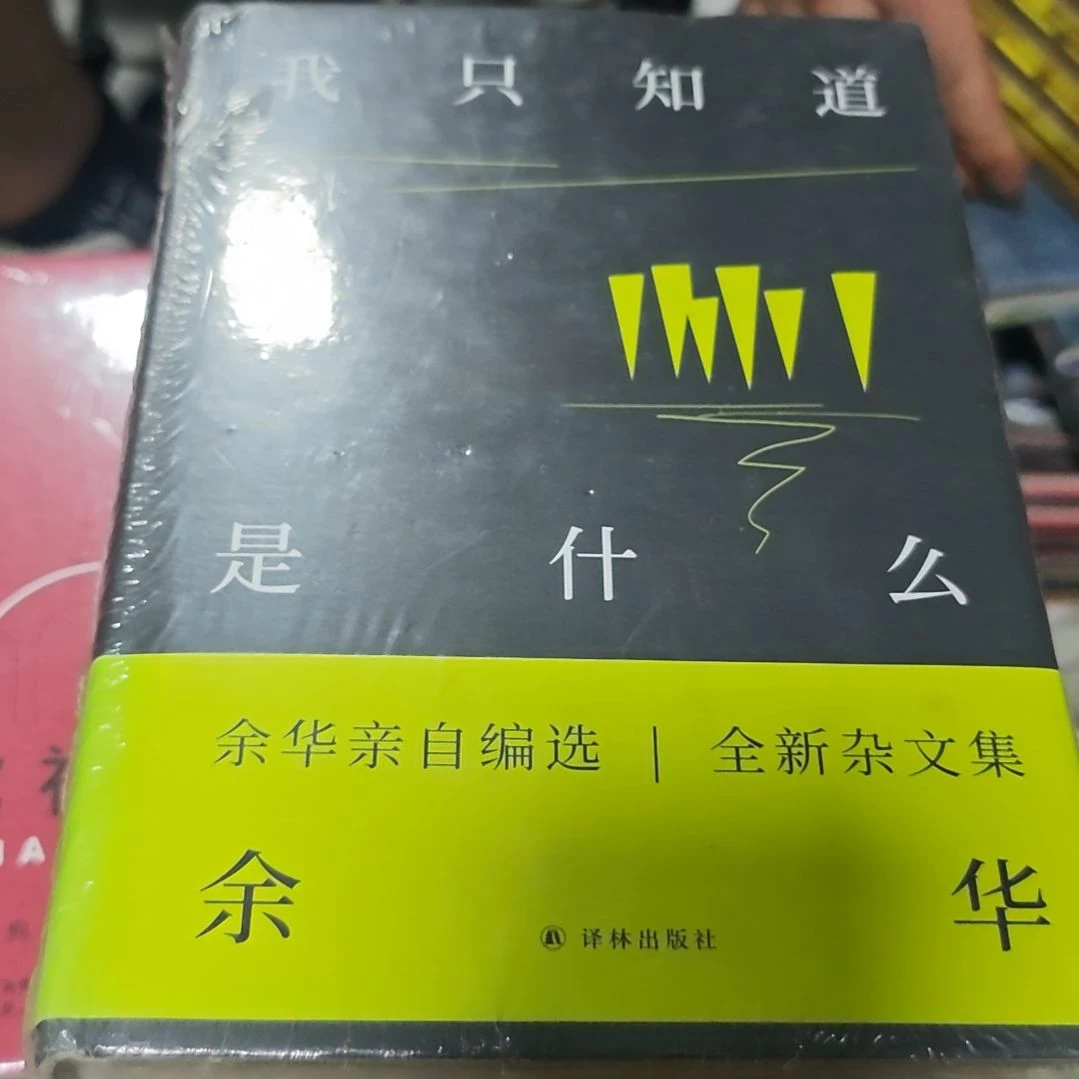 我只知道
是什么
余华亲自编选 | 全新杂文集
余华
译林出版社